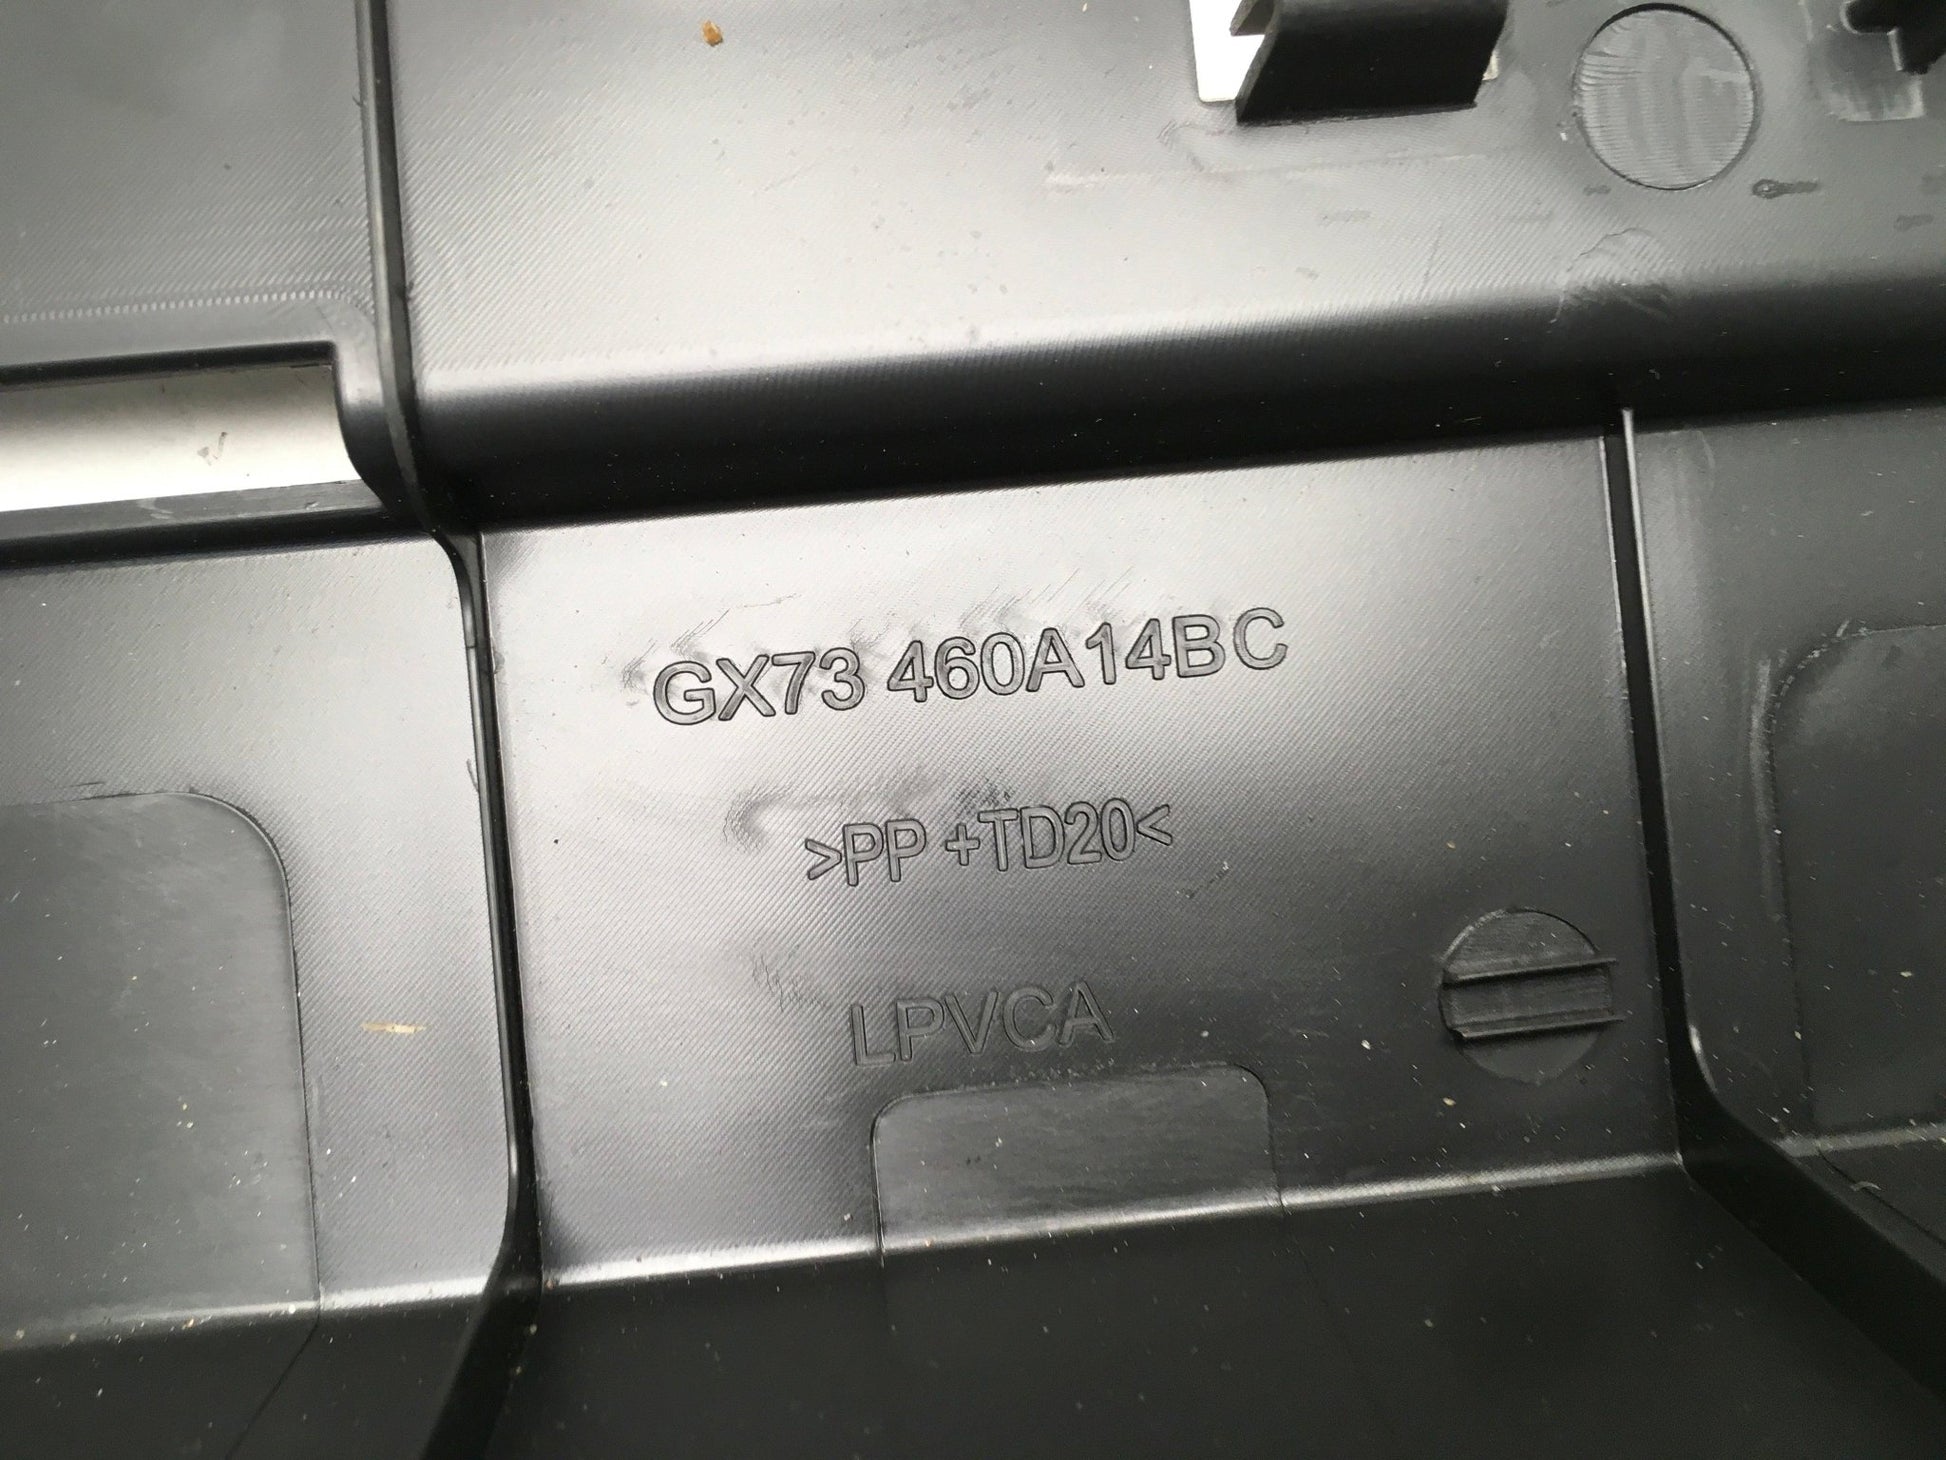 GX73 460A14BC
>PP +TD20<
LPVCA